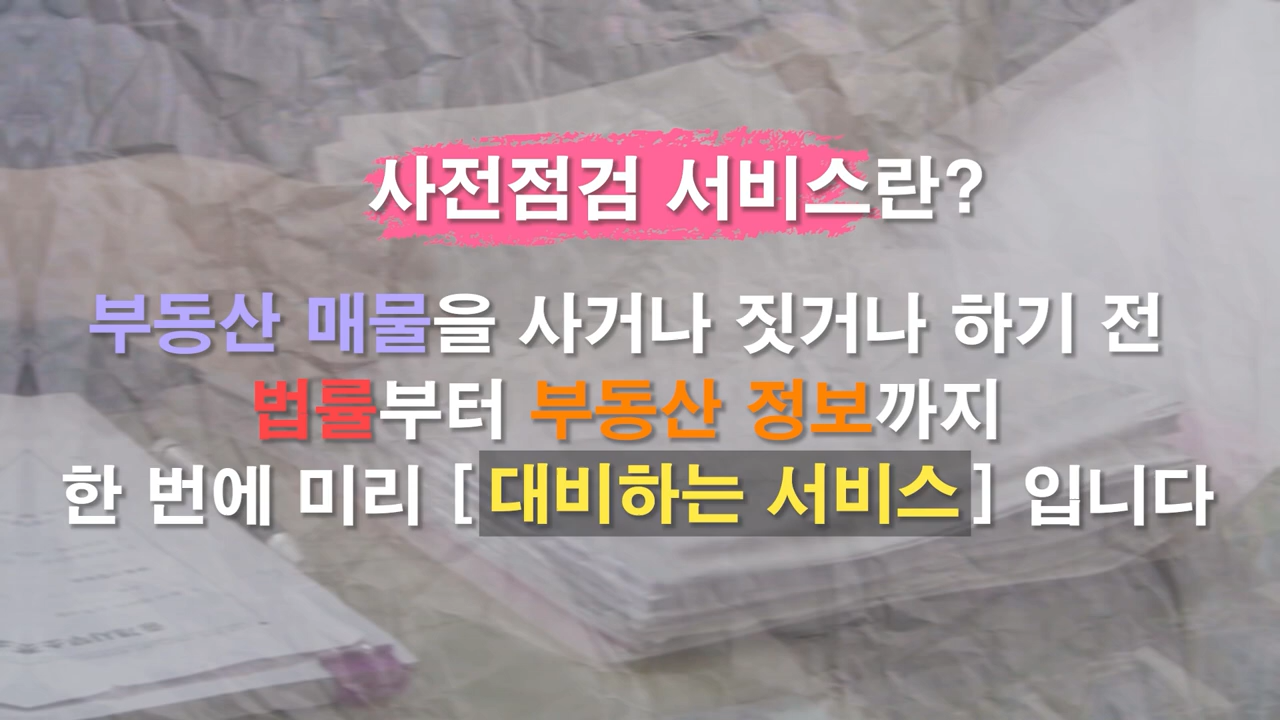 사전점검 서비스란?
부동산 매물을 사거나 짓거나 하기 전
법률부터 부동산 정보까지
한 번에 미리 [대비하는 서비스] 입니다